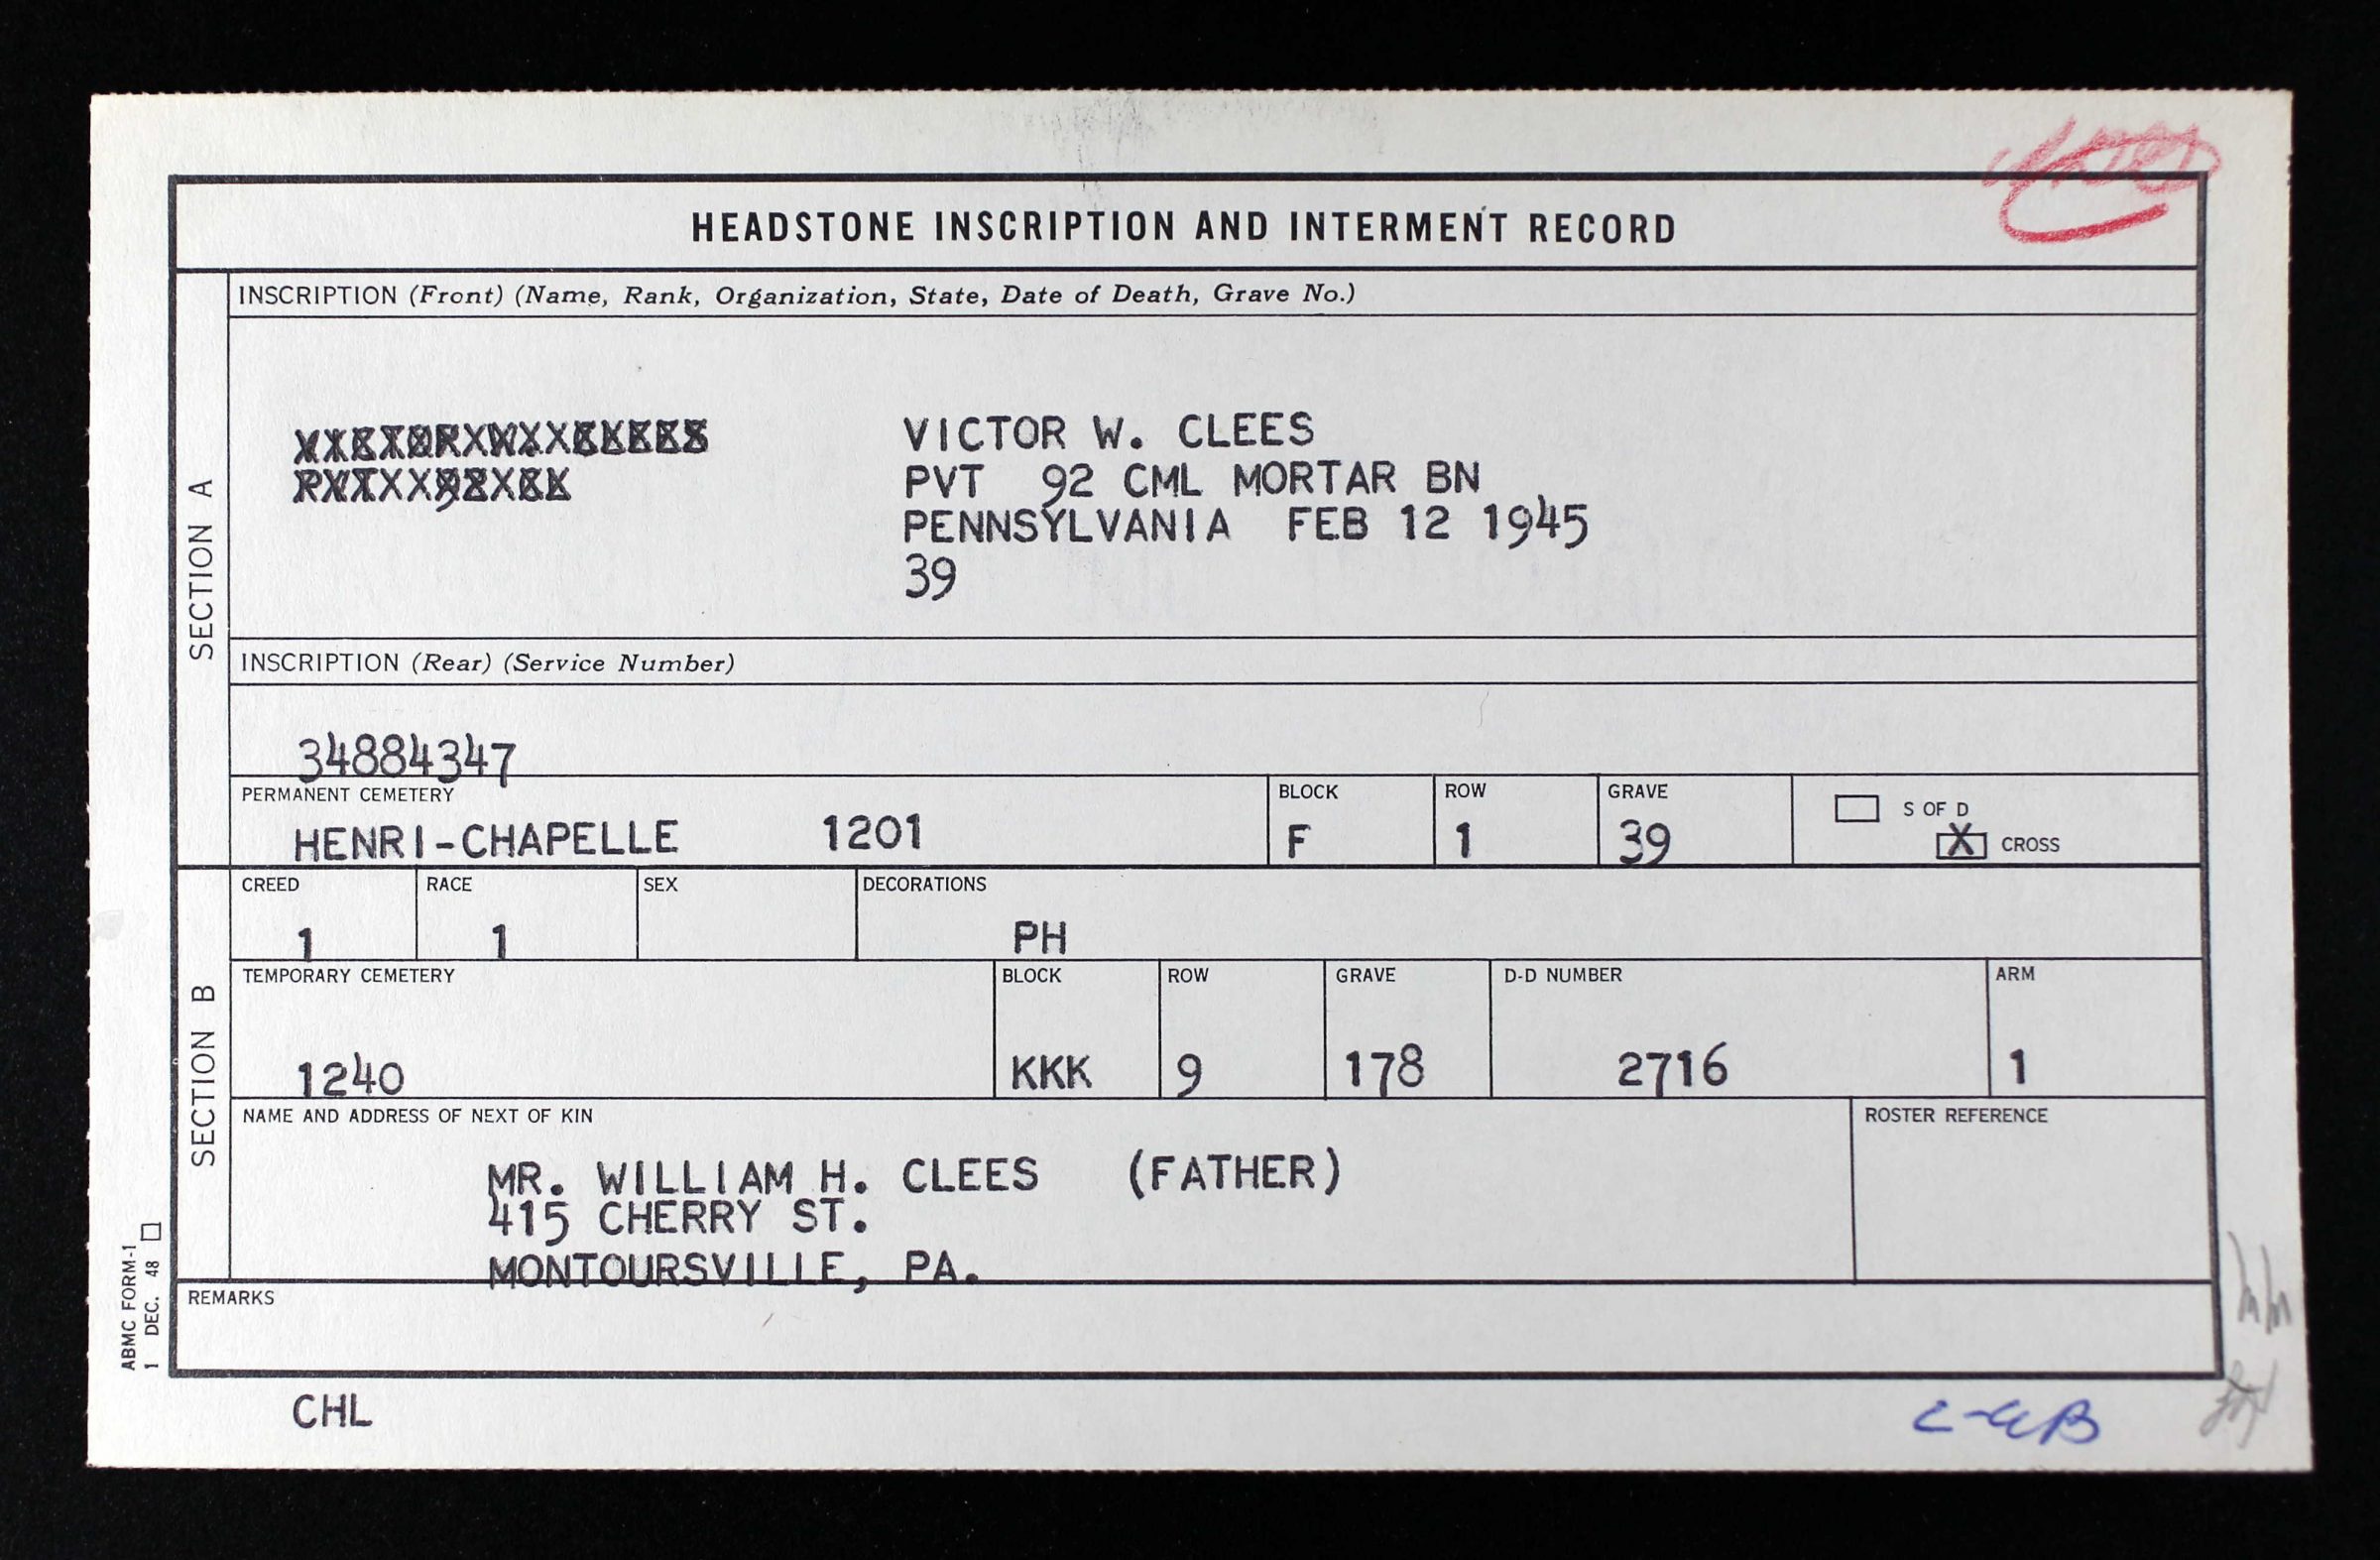 HEADSTONE INSCRIPTION AND INTERMENT RECORD
SECTION A
INSCRIPTION (Front) (Name, Rank, Organization, State, Date of Death, Grave No.)
VICTOR W. CLEES
PVT 92 CML MORTAR BN
PENNSYLVANIA FEB 12 1945
39
INSCRIPTION (Rear) (Service Number)
34884347
PERMANENT CEMETERY BLOCK ROW GRAVE
HENRI-CHAPELLE 1201 F 1 39
S OF D
X CROSS
SECTION B
CREED RACE SEX DECORATIONS
1 1 PH
TEMPORARY CEMETERY BLOCK ROW GRAVE D-D NUMBER ARM
1240 KKK 9 178 2716 1
NAME AND ADDRESS OF NEXT OF KIN ROSTER REFERENCE
MR. WILLIAM H. CLEES (FATHER)
415 CHERRY ST.
MONTOURSVILLE, PA.
REMARKS
ABMC FORM-1
1 DEC. 48
CHL